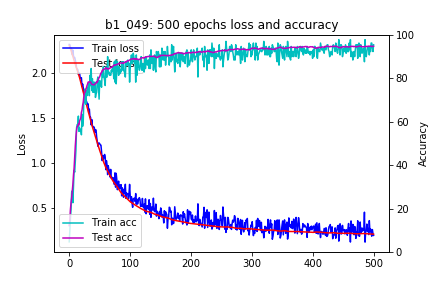 b1_049: 500 epochs loss and accuracy
Train loss
Test loss
Train acc
Test acc
Loss
Accuracy
2.0
1.5
1.0
0.5
100
80
60
40
20
0
0
100
200
300
400
500